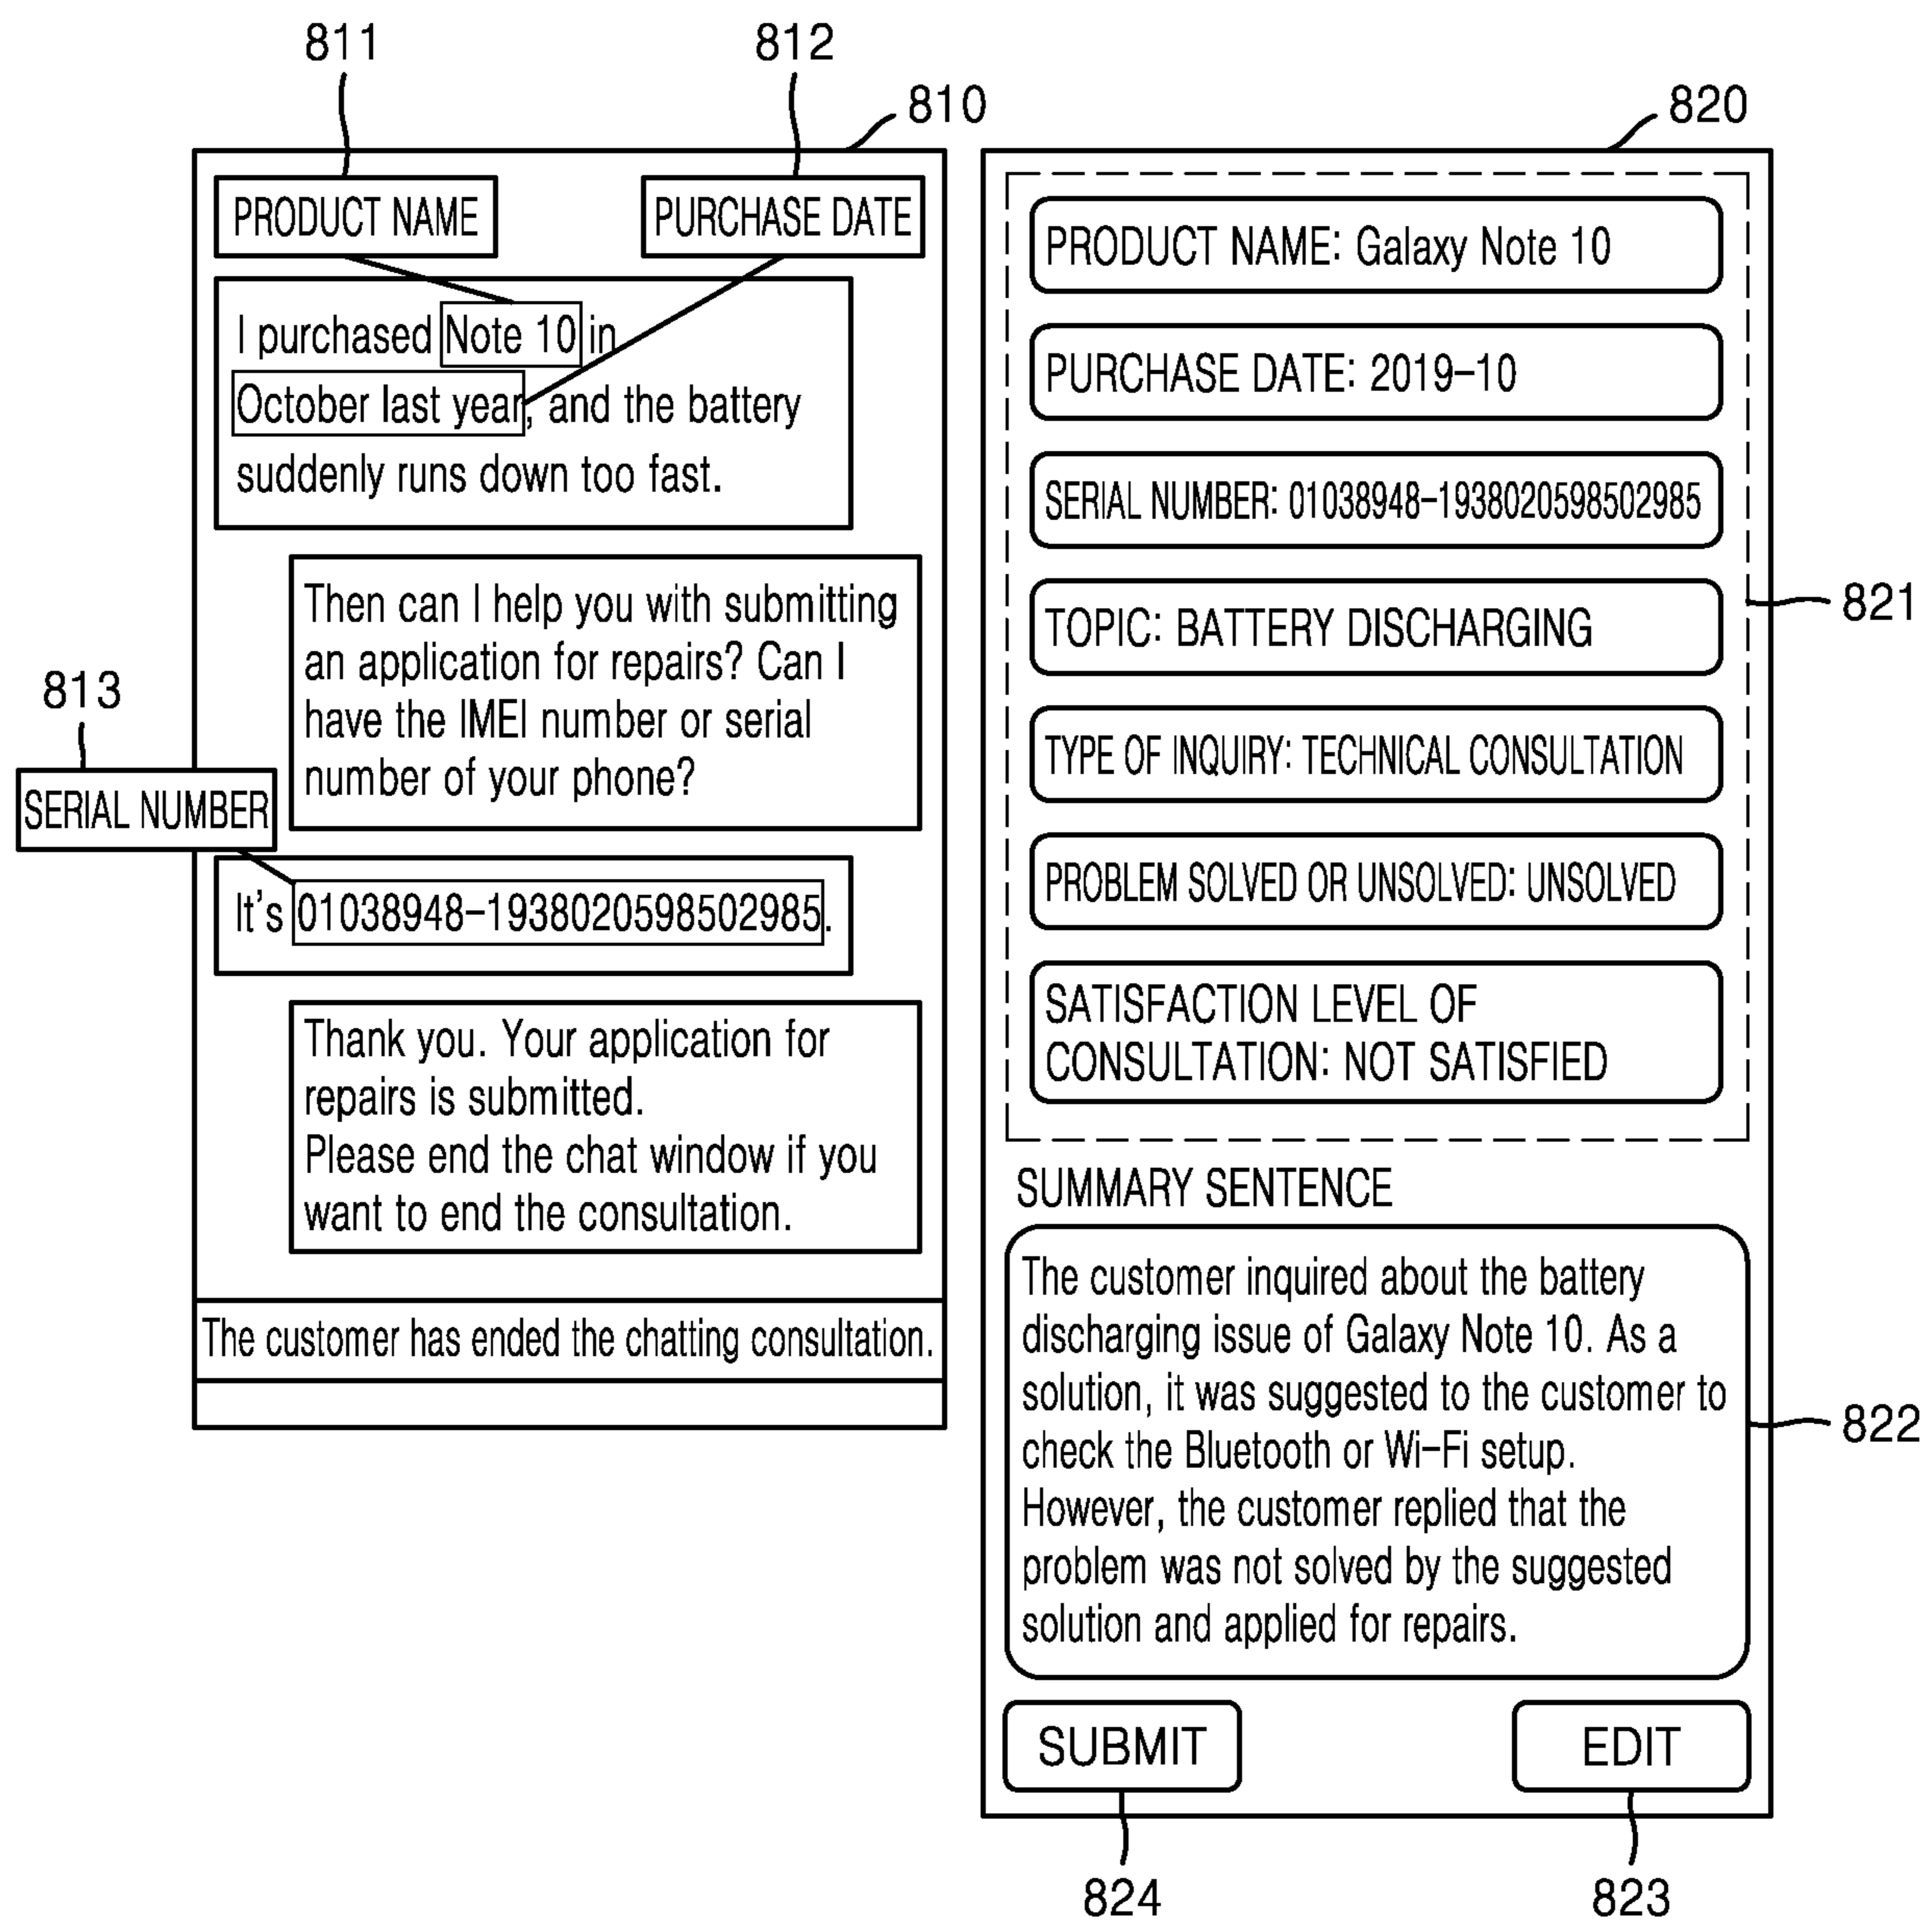 811
812
810
820
PRODUCT NAME
PURCHASE DATE
I purchased Note 10 in
October last year, and the battery
suddenly runs down too fast.
Then can I help you with submitting
an application for repairs? Can I
have the IMEI number or serial
number of your phone?
813
SERIAL NUMBER
It's 01038948-1938020598502985.
Thank you. Your application for
repairs is submitted.
Please end the chat window if you
want to end the consultation.
The customer has ended the chatting consultation.
PRODUCT NAME: Galaxy Note 10
PURCHASE DATE: 2019-10
SERIAL NUMBER: 01038948-1938020598502985
TOPIC: BATTERY DISCHARGING
821
TYPE OF INQUIRY: TECHNICAL CONSULTATION
PROBLEM SOLVED OR UNSOLVED: UNSOLVED
SATISFACTION LEVEL OF
CONSULTATION: NOT SATISFIED
SUMMARY SENTENCE
The customer inquired about the battery
discharging issue of Galaxy Note 10. As a
solution, it was suggested to the customer to
check the Bluetooth or Wi-Fi setup.
However, the customer replied that the
problem was not solved by the suggested
solution and applied for repairs.
822
SUBMIT
EDIT
824
823